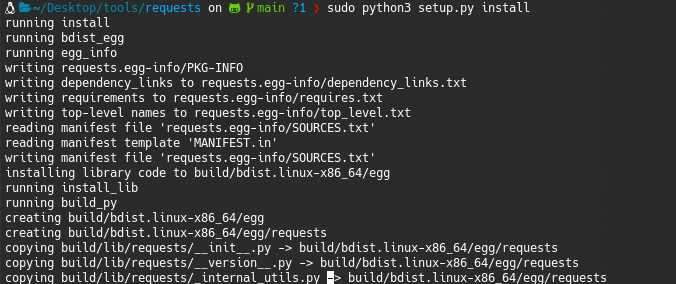 ~/Desktop/tools/requests on main ?1 ❯ sudo python3 setup.py install
running install
running bdist_egg
running egg_info
writing requests.egg-info/PKG-INFO
writing dependency_links to requests.egg-info/dependency_links.txt
writing requirements to requests.egg-info/requires.txt
writing top-level names to requests.egg-info/top_level.txt
reading manifest file 'requests.egg-info/SOURCES.txt'
reading manifest template 'MANIFEST.in'
writing manifest file 'requests.egg-info/SOURCES.txt'
installing library code to build/bdist.linux-x86_64/egg
running install_lib
running build_py
creating build/bdist.linux-x86_64/egg
creating build/bdist.linux-x86_64/egg/requests
copying build/lib/requests/__init__.py -> build/bdist.linux-x86_64/egg/requests
copying build/lib/requests/__version__.py -> build/bdist.linux-x86_64/egg/requests
copying build/lib/requests/_internal_utils.py -> build/bdist.linux-x86_64/egg/requests